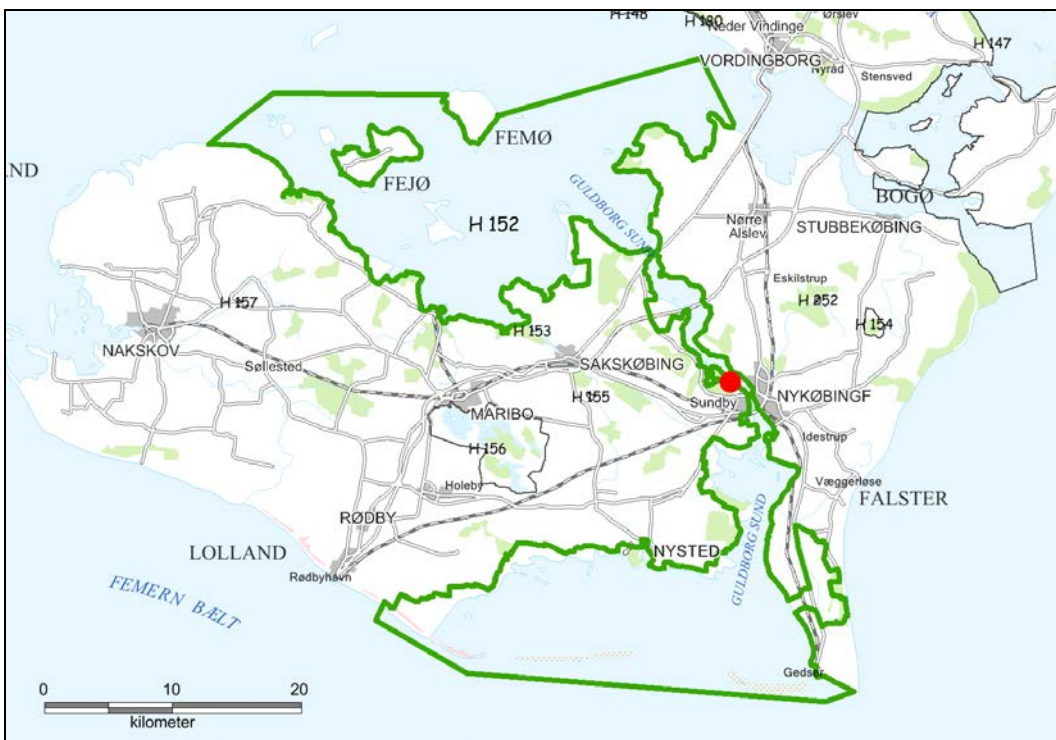 H 148
H 180
Ørslev
Neder Vindinge
H 147
VORDINGBORG
Nyråd
Stensved
FEMØ
FEJØ
BOGØ
GULDBORG SUND
H 152
Nørre
Alslev
STUBBEKØBING
Eskilstrup
H 157
H 252
H 154
H 153
NAKSKOV
Søllested
SAKSKØBING
H 155
MARIBO
Sundby
NYKØBINGF
Idestrup
H 156
Holeby
Væggerløse
FALSTER
RØDBY
GULDBORG SUND
LOLLAND
Rødbyhavn
NYSTED
FEMERN BÆLT
Gedser
0 10 20
kilometer